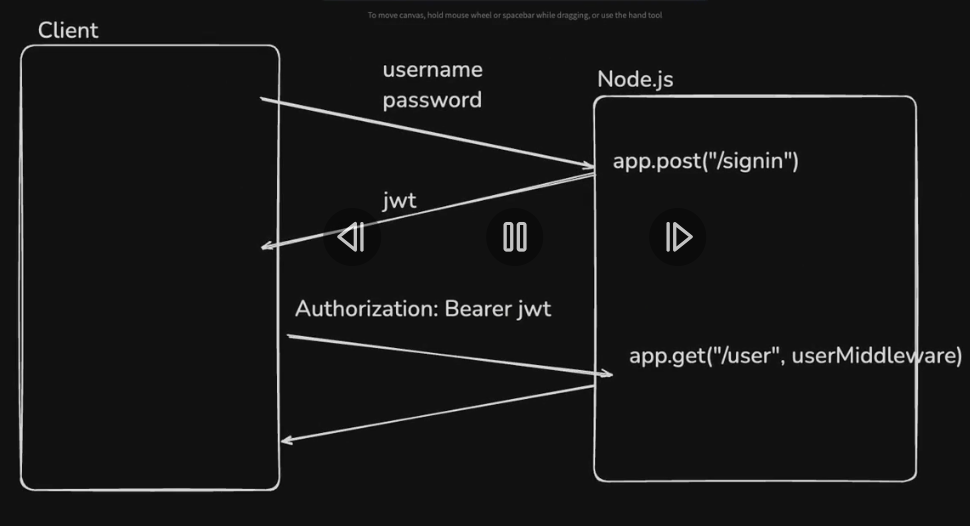 To move canvas, hold mouse wheel or spacebar while dragging, or use the hand tool
Client
username
password
Node.js
app.post("/signin")
jwt
Authorization: Bearer jwt
app.get("/user", userMiddleware)